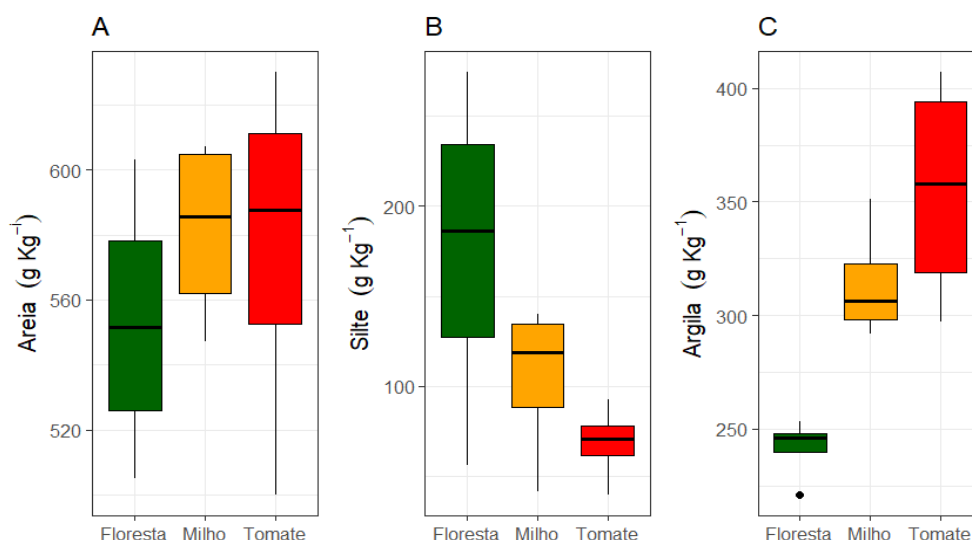 A
Areia (g Kg⁻¹)
600
560
520
Floresta Milho Tomate
B
Silte (g Kg⁻¹)
200
100
Floresta Milho Tomate
C
Argila (g Kg⁻¹)
400
350
300
250
Floresta Milho Tomate